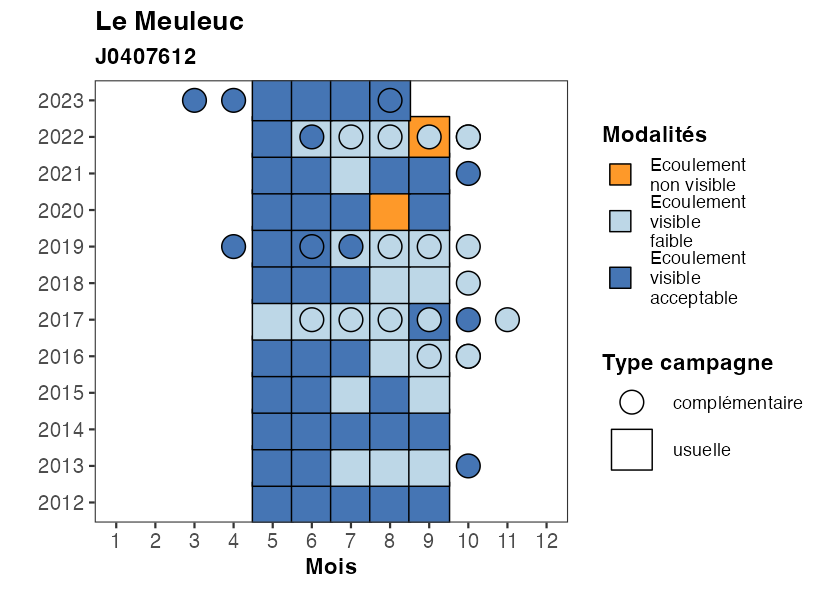 Le Meuleuc
J0407612
2023
2022
2021
2020
2019
2018
2017
2016
2015
2014
2013
2012
1 2 3 4 5 6 7 8 9 10 11 12
Mois
Modalités
Ecoulement
non visible
Ecoulement
visible
faible
Ecoulement
visible
acceptable
Type campagne
complémentaire
usuelle